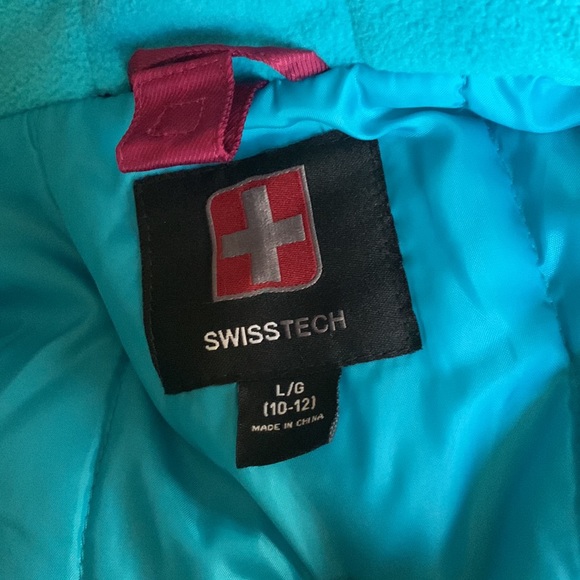 SWISSTECH
L/G
(10-12)
MADE IN CHINA